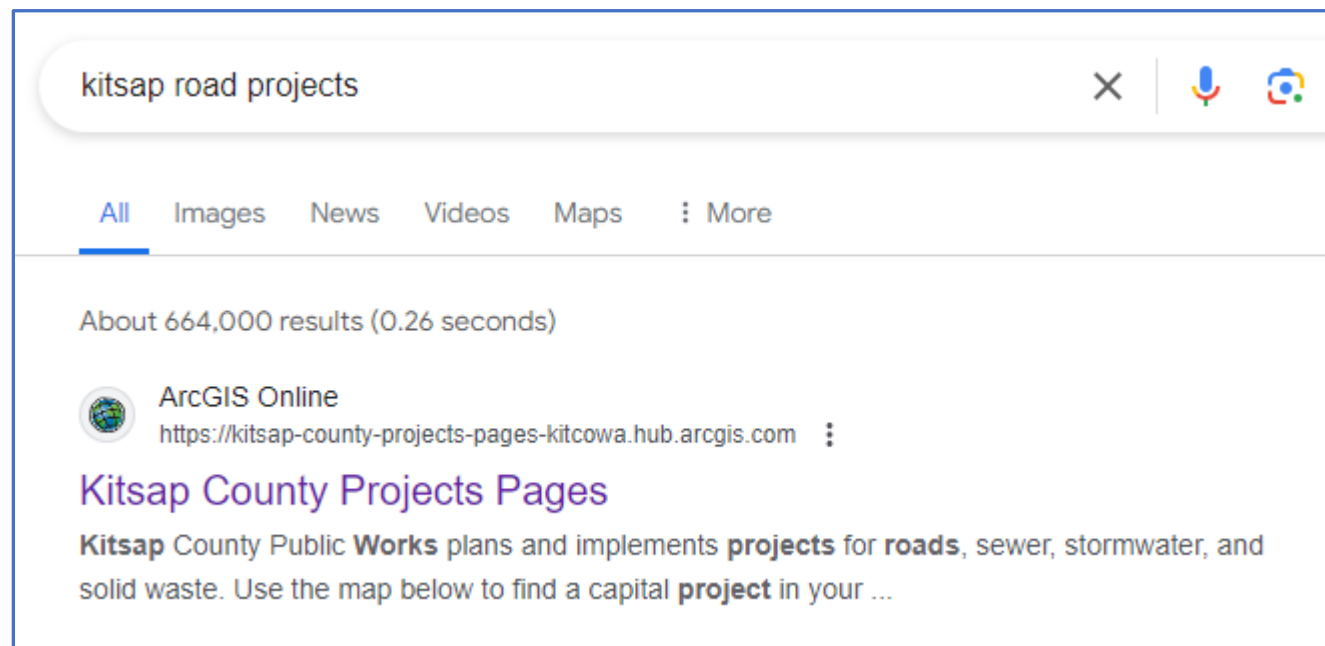 kitsap road projects
All Images News Videos Maps More
About 664,000 results (0.26 seconds)
ArcGIS Online
https://kitsap-county-projects-pages-kitcowa.hub.arcgis.com
Kitsap County Projects Pages
Kitsap County Public Works plans and implements projects for roads, sewer, stormwater, and
solid waste. Use the map below to find a capital project in your ...